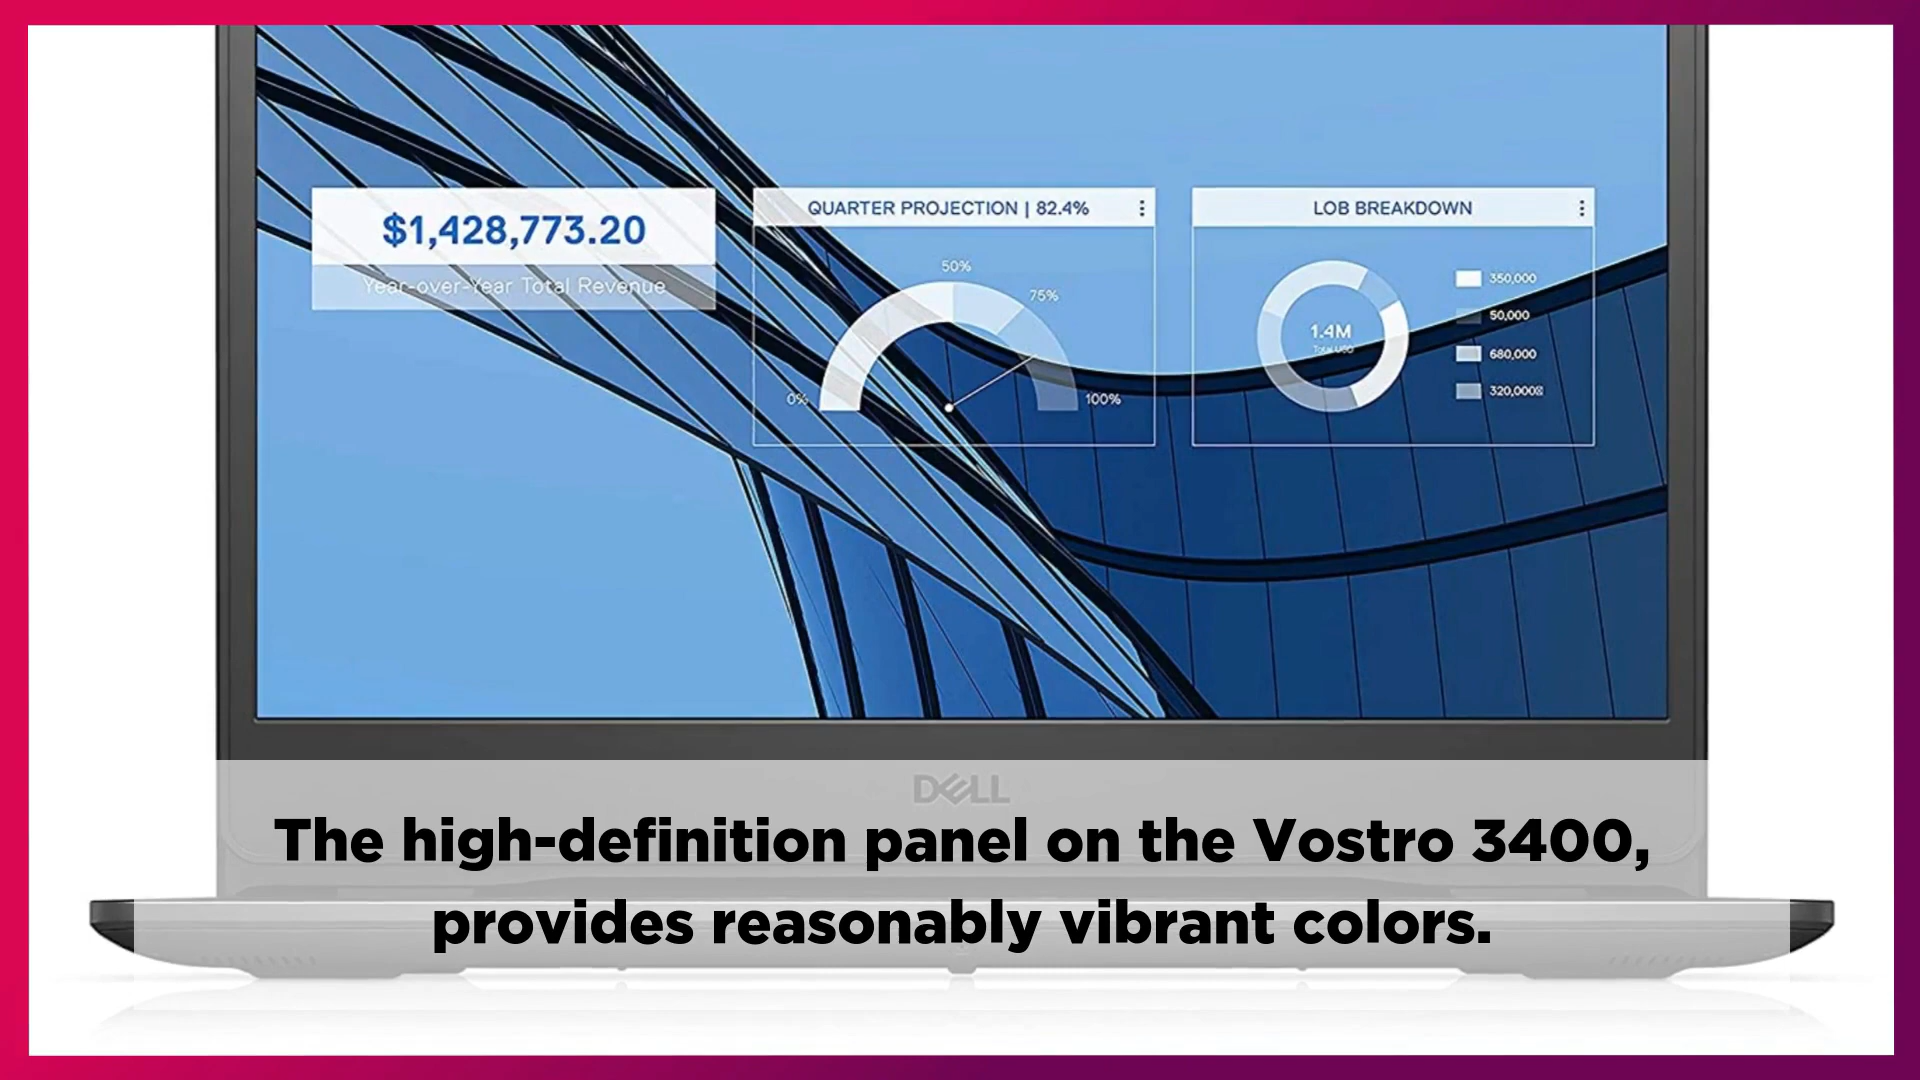 $1,428,773.20
Year-over-Year Total Revenue
QUARTER PROJECTION | 82.4%
0%
50%
75%
100%
LOB BREAKDOWN
1.4M
Total USD
350,000
50,000
680,000
320,000
DELL
The high-definition panel on the Vostro 3400,
provides reasonably vibrant colors.